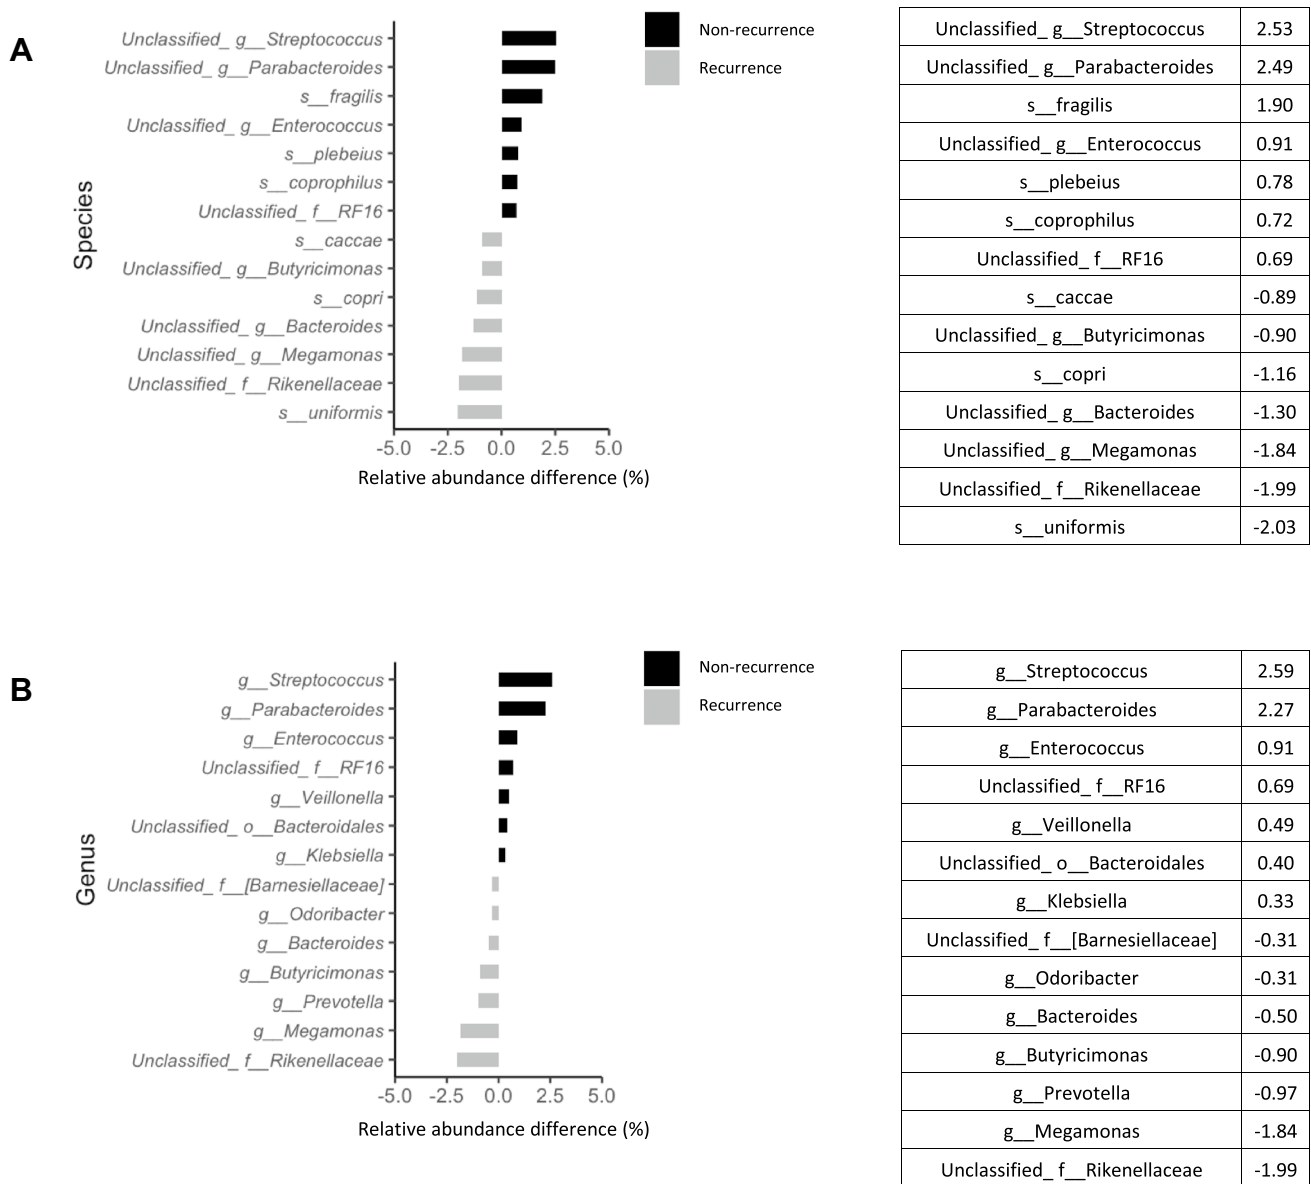 A
Species
Unclassified_ g__Streptococcus
Unclassified_ g__Parabacteroides
s__fragilis
Unclassified_ g__Enterococcus
s__plebeius
s__coprophilus
Unclassified_ f__RF16
s__caccae
Unclassified_ g__Butyricimonas
s__copri
Unclassified_ g__Bacteroides
Unclassified_ g__Megamonas
Unclassified_ f__Rikenellaceae
s__uniformis
-5.0 -2.5 0.0 2.5 5.0
Relative abundance difference (%)
Non-recurrence
Recurrence
Unclassified_ g__Streptococcus 2.53
Unclassified_ g__Parabacteroides 2.49
s__fragilis 1.90
Unclassified_ g__Enterococcus 0.91
s__plebeius 0.78
s__coprophilus 0.72
Unclassified_ f__RF16 0.69
s__caccae -0.89
Unclassified_ g__Butyricimonas -0.90
s__copri -1.16
Unclassified_ g__Bacteroides -1.30
Unclassified_ g__Megamonas -1.84
Unclassified_ f__Rikenellaceae -1.99
s__uniformis -2.03
B
Genus
g__Streptococcus
g__Parabacteroides
g__Enterococcus
Unclassified_ f__RF16
g__Veillonella
Unclassified_ o__Bacteroidales
g__Klebsiella
Unclassified_ f__[Barnesiellaceae]
g__Odoribacter
g__Bacteroides
g__Butyricimonas
g__Prevotella
g__Megamonas
Unclassified_ f__Rikenellaceae
-5.0 -2.5 0.0 2.5 5.0
Relative abundance difference (%)
Non-recurrence
Recurrence
g__Streptococcus 2.59
g__Parabacteroides 2.27
g__Enterococcus 0.91
Unclassified_ f__RF16 0.69
g__Veillonella 0.49
Unclassified_ o__Bacteroidales 0.40
g__Klebsiella 0.33
Unclassified_ f__[Barnesiellaceae] -0.31
g__Odoribacter -0.31
g__Bacteroides -0.50
g__Butyricimonas -0.90
g__Prevotella -0.97
g__Megamonas -1.84
Unclassified_ f__Rikenellaceae -1.99